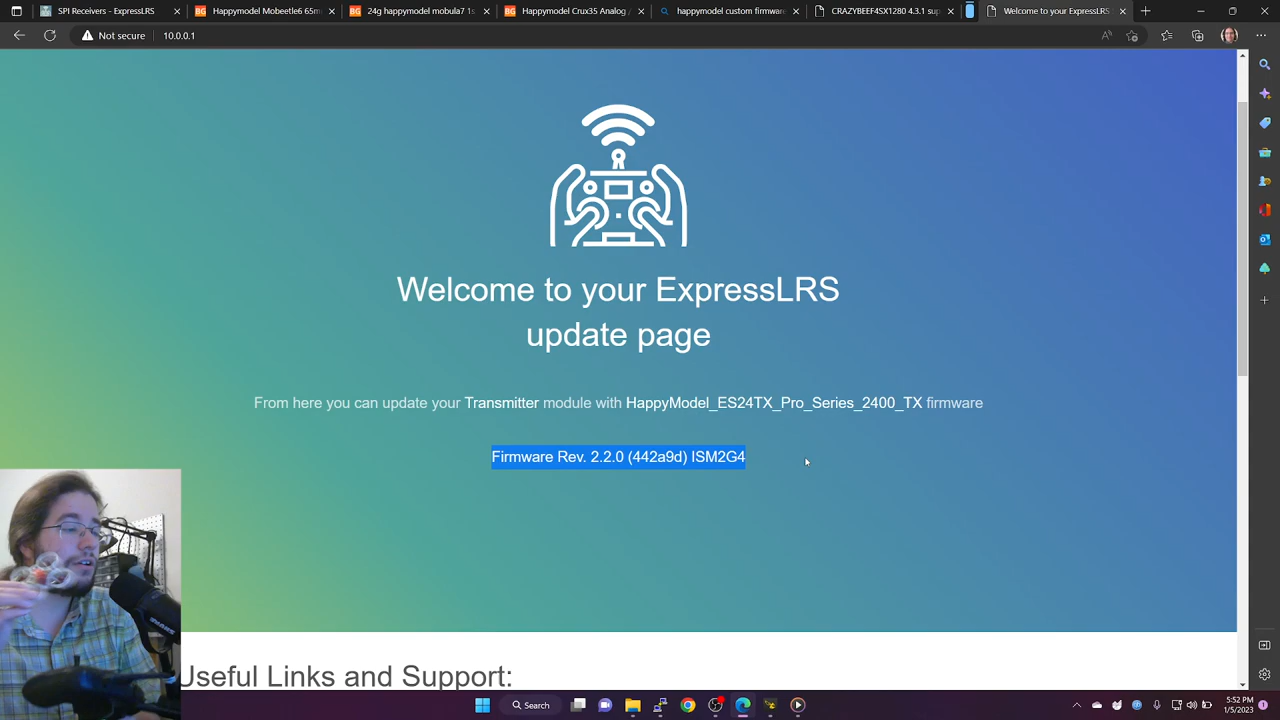 SPI Receivers - ExpressLRS
Happymodel Mobeetle6 65m
24g happymodel mobula7 1s
Happymodel Crux35 Analog /
happymodel custom firmware
CRAZYBEEF4SX1280 4.3.1 sup
Welcome to your ExpressLRS
Not secure
10.0.0.1
Welcome to your ExpressLRS
update page
From here you can update your Transmitter module with HappyModel_ES24TX_Pro_Series_2400_TX firmware
Firmware Rev. 2.2.0 (442a9d) ISM2G4
Useful Links and Support:
Search
5:52 PM
1/5/2023